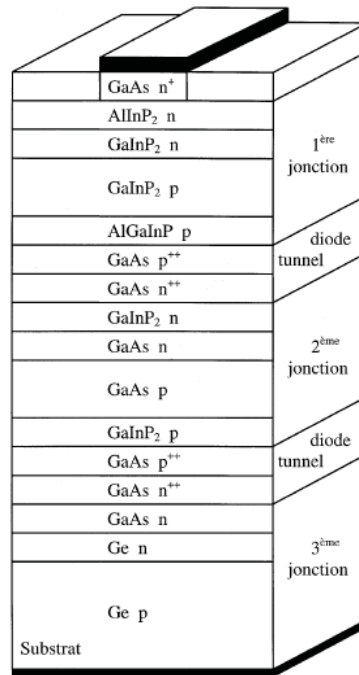 GaAs n⁺
AlInP₂ n
GaInP₂ n
GaInP₂ p
AlGaInP p
GaAs p⁺⁺
GaAs n⁺⁺
GaInP₂ n
GaAs n
GaAs p
GaInP₂ p
GaAs p⁺⁺
GaAs n⁺⁺
GaAs n
Ge n
Ge p
Substrat
1ère
jonction
diode
tunnel
2ème
jonction
diode
tunnel
3ème
jonction